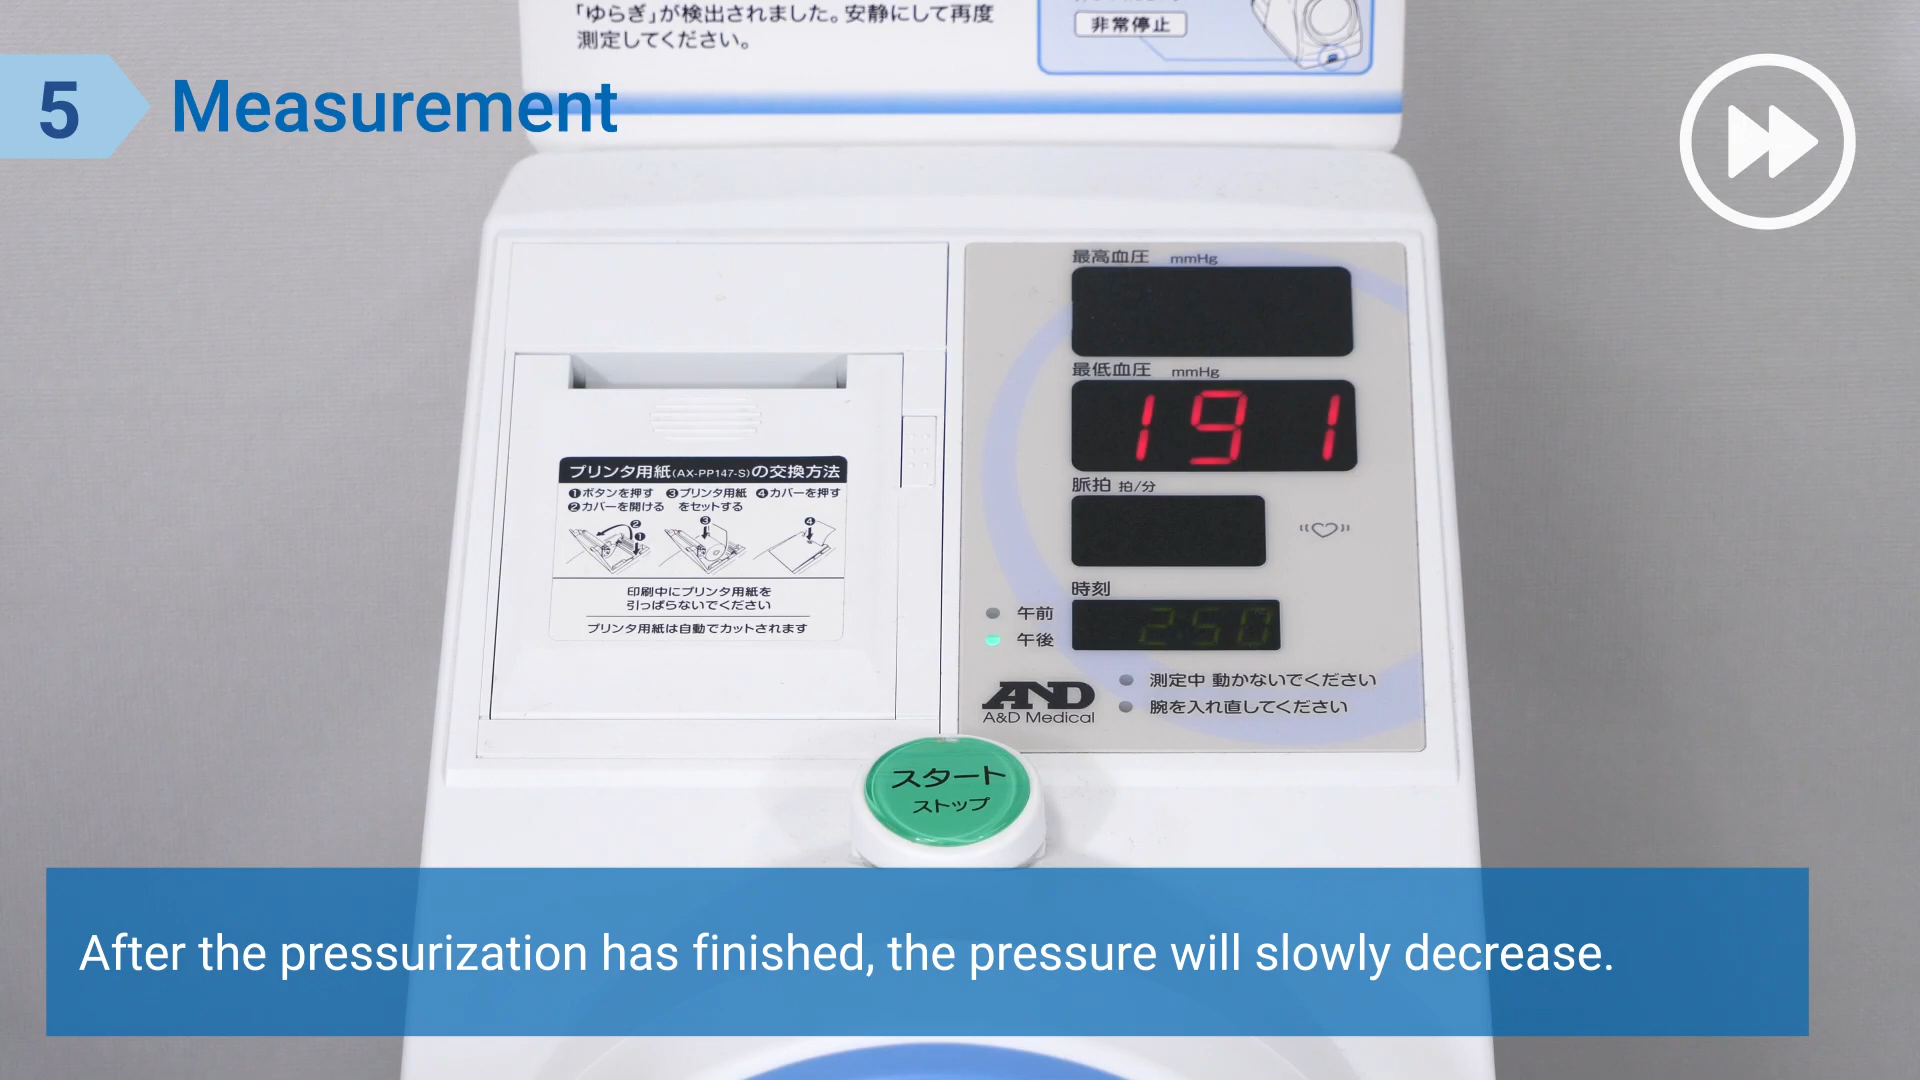 「ゆらぎ」が検出されました。安静にして再度
測定してください。
非常停止
5 Measurement
最高血圧 mmHg
最低血圧 mmHg
191
脈拍 拍/分
時刻
午前
午後
2:50
プリンタ用紙(AX-PP147-S)の交換方法
❶ボタンを押す ❸プリンタ用紙 ❹カバーを押す
❷カバーを開ける をセットする
❷
❶
❸
❹
印刷中にプリンタ用紙を
引っぱらないでください
プリンタ用紙は自動でカットされます
AND
A&D Medical
測定中 動かないでください
腕を入れ直してください
スタート
ストップ
After the pressurization has finished, the pressure will slowly decrease.